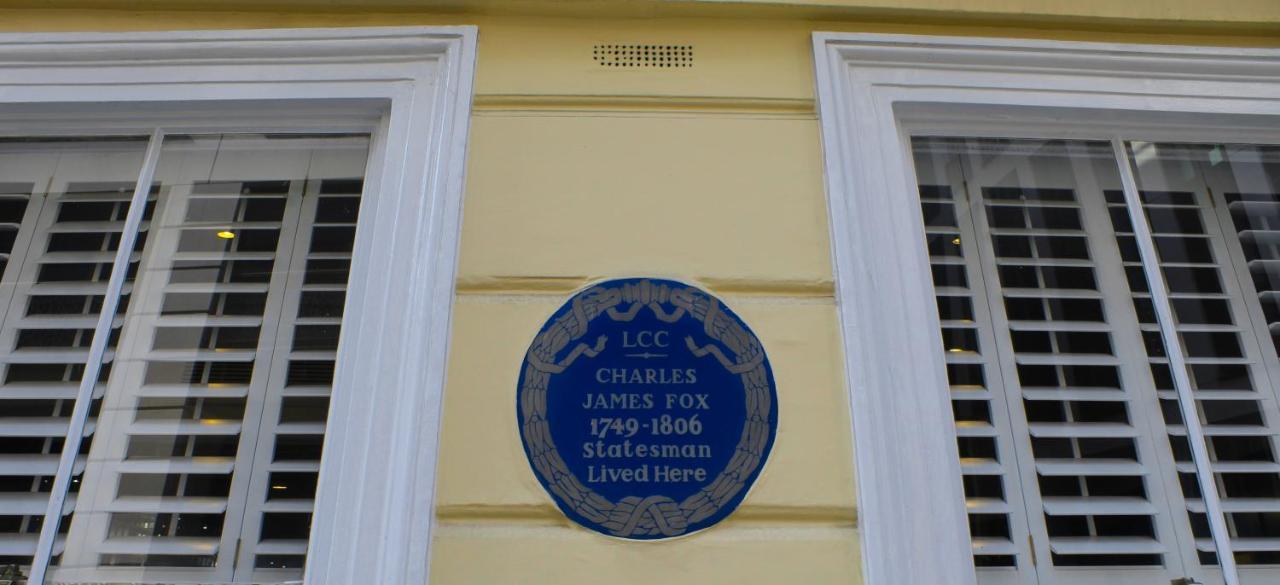 LCC
CHARLES
JAMES FOX
1749-1806
Statesman
Lived Here